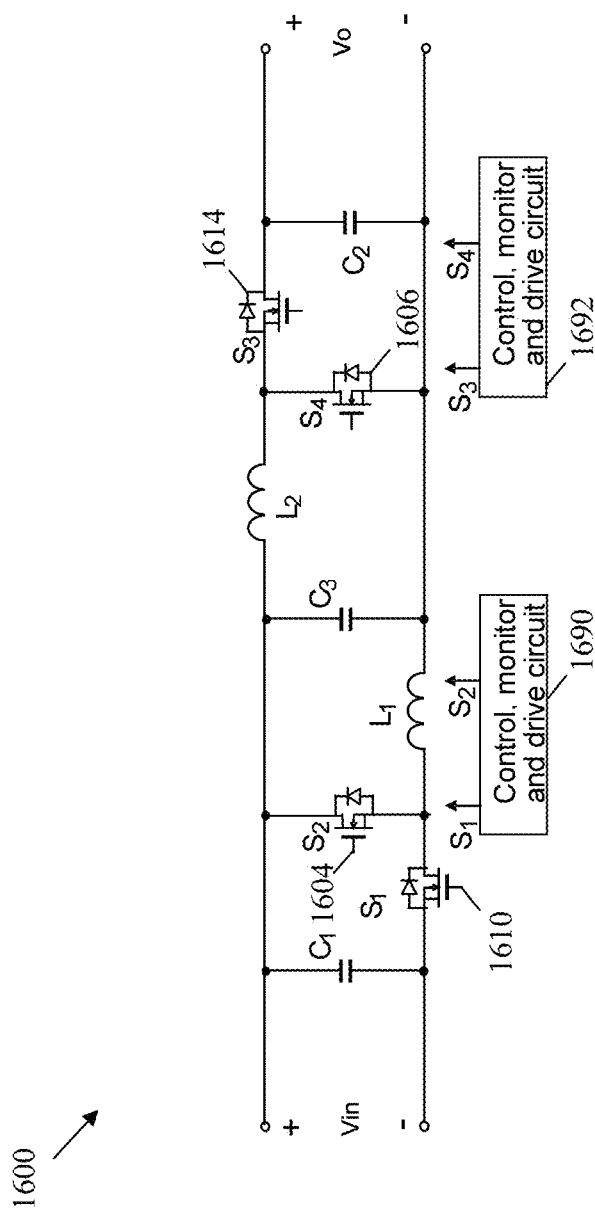 1600
+
Vin
-
C1
S1
1610
1604
S2
L1
C3
L2
S4
1606
S3
1614
C2
+
Vo
-
S1
S2
Control, monitor
and drive circuit
1690
S3
S4
Control, monitor
and drive circuit
1692